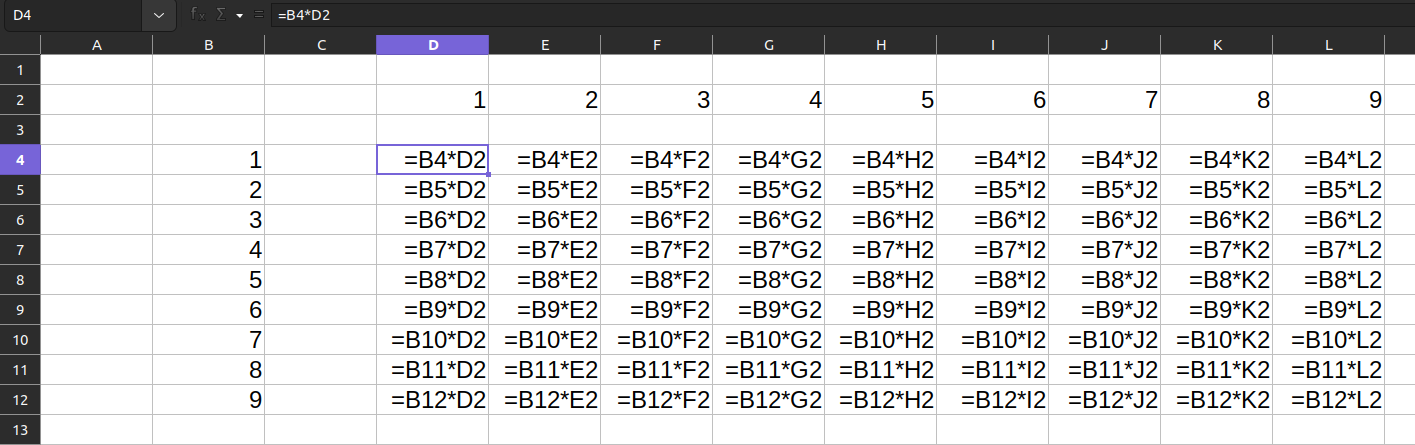 D4 fx Σ = =B4*D2
A B C D E F G H I J K L
1
2 1 2 3 4 5 6 7 8 9
3
4 1 =B4*D2 =B4*E2 =B4*F2 =B4*G2 =B4*H2 =B4*I2 =B4*J2 =B4*K2 =B4*L2
5 2 =B5*D2 =B5*E2 =B5*F2 =B5*G2 =B5*H2 =B5*I2 =B5*J2 =B5*K2 =B5*L2
6 3 =B6*D2 =B6*E2 =B6*F2 =B6*G2 =B6*H2 =B6*I2 =B6*J2 =B6*K2 =B6*L2
7 4 =B7*D2 =B7*E2 =B7*F2 =B7*G2 =B7*H2 =B7*I2 =B7*J2 =B7*K2 =B7*L2
8 5 =B8*D2 =B8*E2 =B8*F2 =B8*G2 =B8*H2 =B8*I2 =B8*J2 =B8*K2 =B8*L2
9 6 =B9*D2 =B9*E2 =B9*F2 =B9*G2 =B9*H2 =B9*I2 =B9*J2 =B9*K2 =B9*L2
10 7 =B10*D2 =B10*E2 =B10*F2 =B10*G2 =B10*H2 =B10*I2 =B10*J2 =B10*K2 =B10*L2
11 8 =B11*D2 =B11*E2 =B11*F2 =B11*G2 =B11*H2 =B11*I2 =B11*J2 =B11*K2 =B11*L2
12 9 =B12*D2 =B12*E2 =B12*F2 =B12*G2 =B12*H2 =B12*I2 =B12*J2 =B12*K2 =B12*L2
13